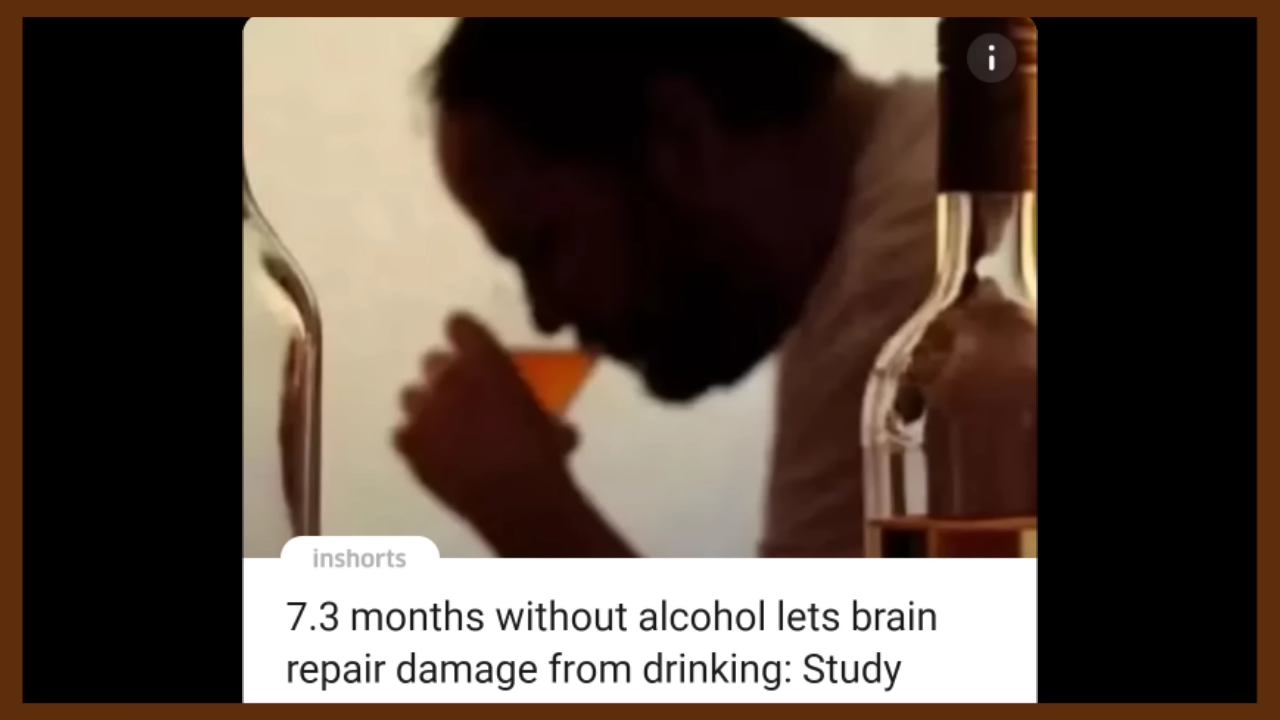 inshorts
7.3 months without alcohol lets brain
repair damage from drinking: Study